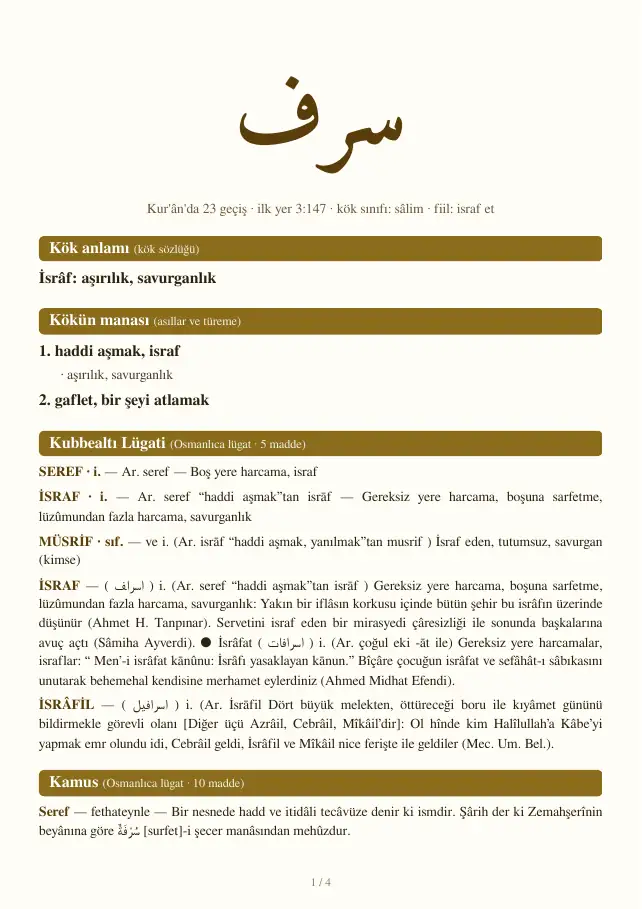 سرف
Kur'ân'da 23 geçiş · ilk yer 3:147 · kök sınıfı: sâlim · fiil: israf et
Kök anlamı (kök sözlüğü)
İsrâf: aşırılık, savurganlık
Kökün manası (asıllar ve türeme)
1. haddi aşmak, israf
· aşırılık, savurganlık
2. gaflet, bir şeyi atlamak
Kubbealtı Lügati (Osmanlıca lügat · 5 madde)
SEREF · i. — Ar. seref — Boş yere harcama, israf
İSRAF · i. — Ar. seref “haddi aşmak”tan isrāf — Gereksiz yere harcama, boşuna sarfetme,
lüzûmundan fazla harcama, savurganlık
MÜSRİF · sıf. — ve i. (Ar. isrāf “haddi aşmak, yanılmak”tan musrif ) İsraf eden, tutumsuz, savurgan
(kimse)
İSRAF — ( اسراف ) i. (Ar. seref “haddi aşmak”tan isrāf ) Gereksiz yere harcama, boşuna sarfetme,
lüzûmundan fazla harcama, savurganlık: Yakın bir iflâsın korkusu içinde bütün şehir bu isrâfın üzerinde
düşünür (Ahmet H. Tanpınar). Servetini israf eden bir mirasyedi çâresizliği ile sonunda başkalarına
avuç açtı (Sâmiha Ayverdi). ● İsrâfat ( اسرافات ) i. (Ar. çoğul eki -āt ile) Gereksiz yere harcamalar,
israflar: “ Men'-i isrâfat kānûnu: İsrâfı yasaklayan kānun.” Bîçâre çocuğun isrâfat ve sefâhât-ı sâbıkasını
unutarak behemehal kendisine merhamet eylerdiniz (Ahmed Midhat Efendi).
İSRÂFİL — ( اسرافيل ) i. (Ar. İsrāfіl Dört büyük melekten, öttüreceği boru ile kıyâmet gününü
bildirmekle görevli olanı [Diğer üçü Azrâil, Cebrâil, Mîkâil'dir]: Ol hînde kim Halîlullah'a Kâbe'yi
yapmak emr olundu idi, Cebrâil geldi, İsrâfil ve Mîkâil nice ferişte ile geldiler (Mec. Um. Bel.).
Kamus (Osmanlıca lügat · 10 madde)
Seref — fethateynle — Bir nesnede hadd ve itidâli tecâvüze denir ki ismdir. Şârih der ki Zemahşerînin
beyânına göre سُرْفَةٌ [surfet]-i şecer manâsından mehûzdur.
1 / 4